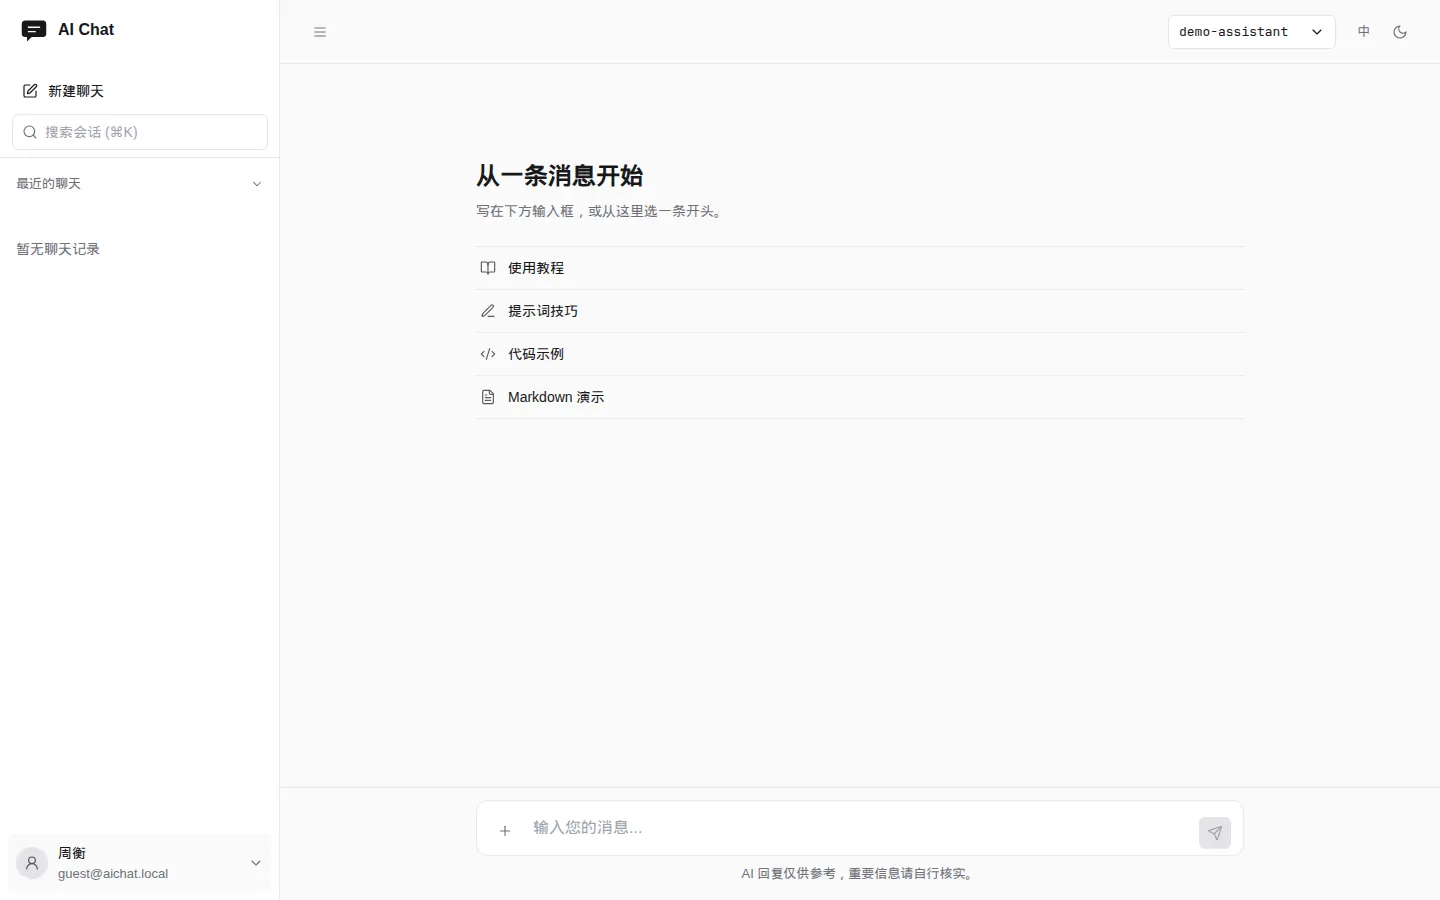 AI Chat
新建聊天
搜索会话 (⌘K)
最近的聊天
暂无聊天记录
周衡
guest@aichat.local
demo-assistant
中
从一条消息开始
写在下方输入框，或从这里选一条开头。
使用教程
提示词技巧
代码示例
Markdown 演示
输入您的消息...
AI 回复仅供参考，重要信息请自行核实。